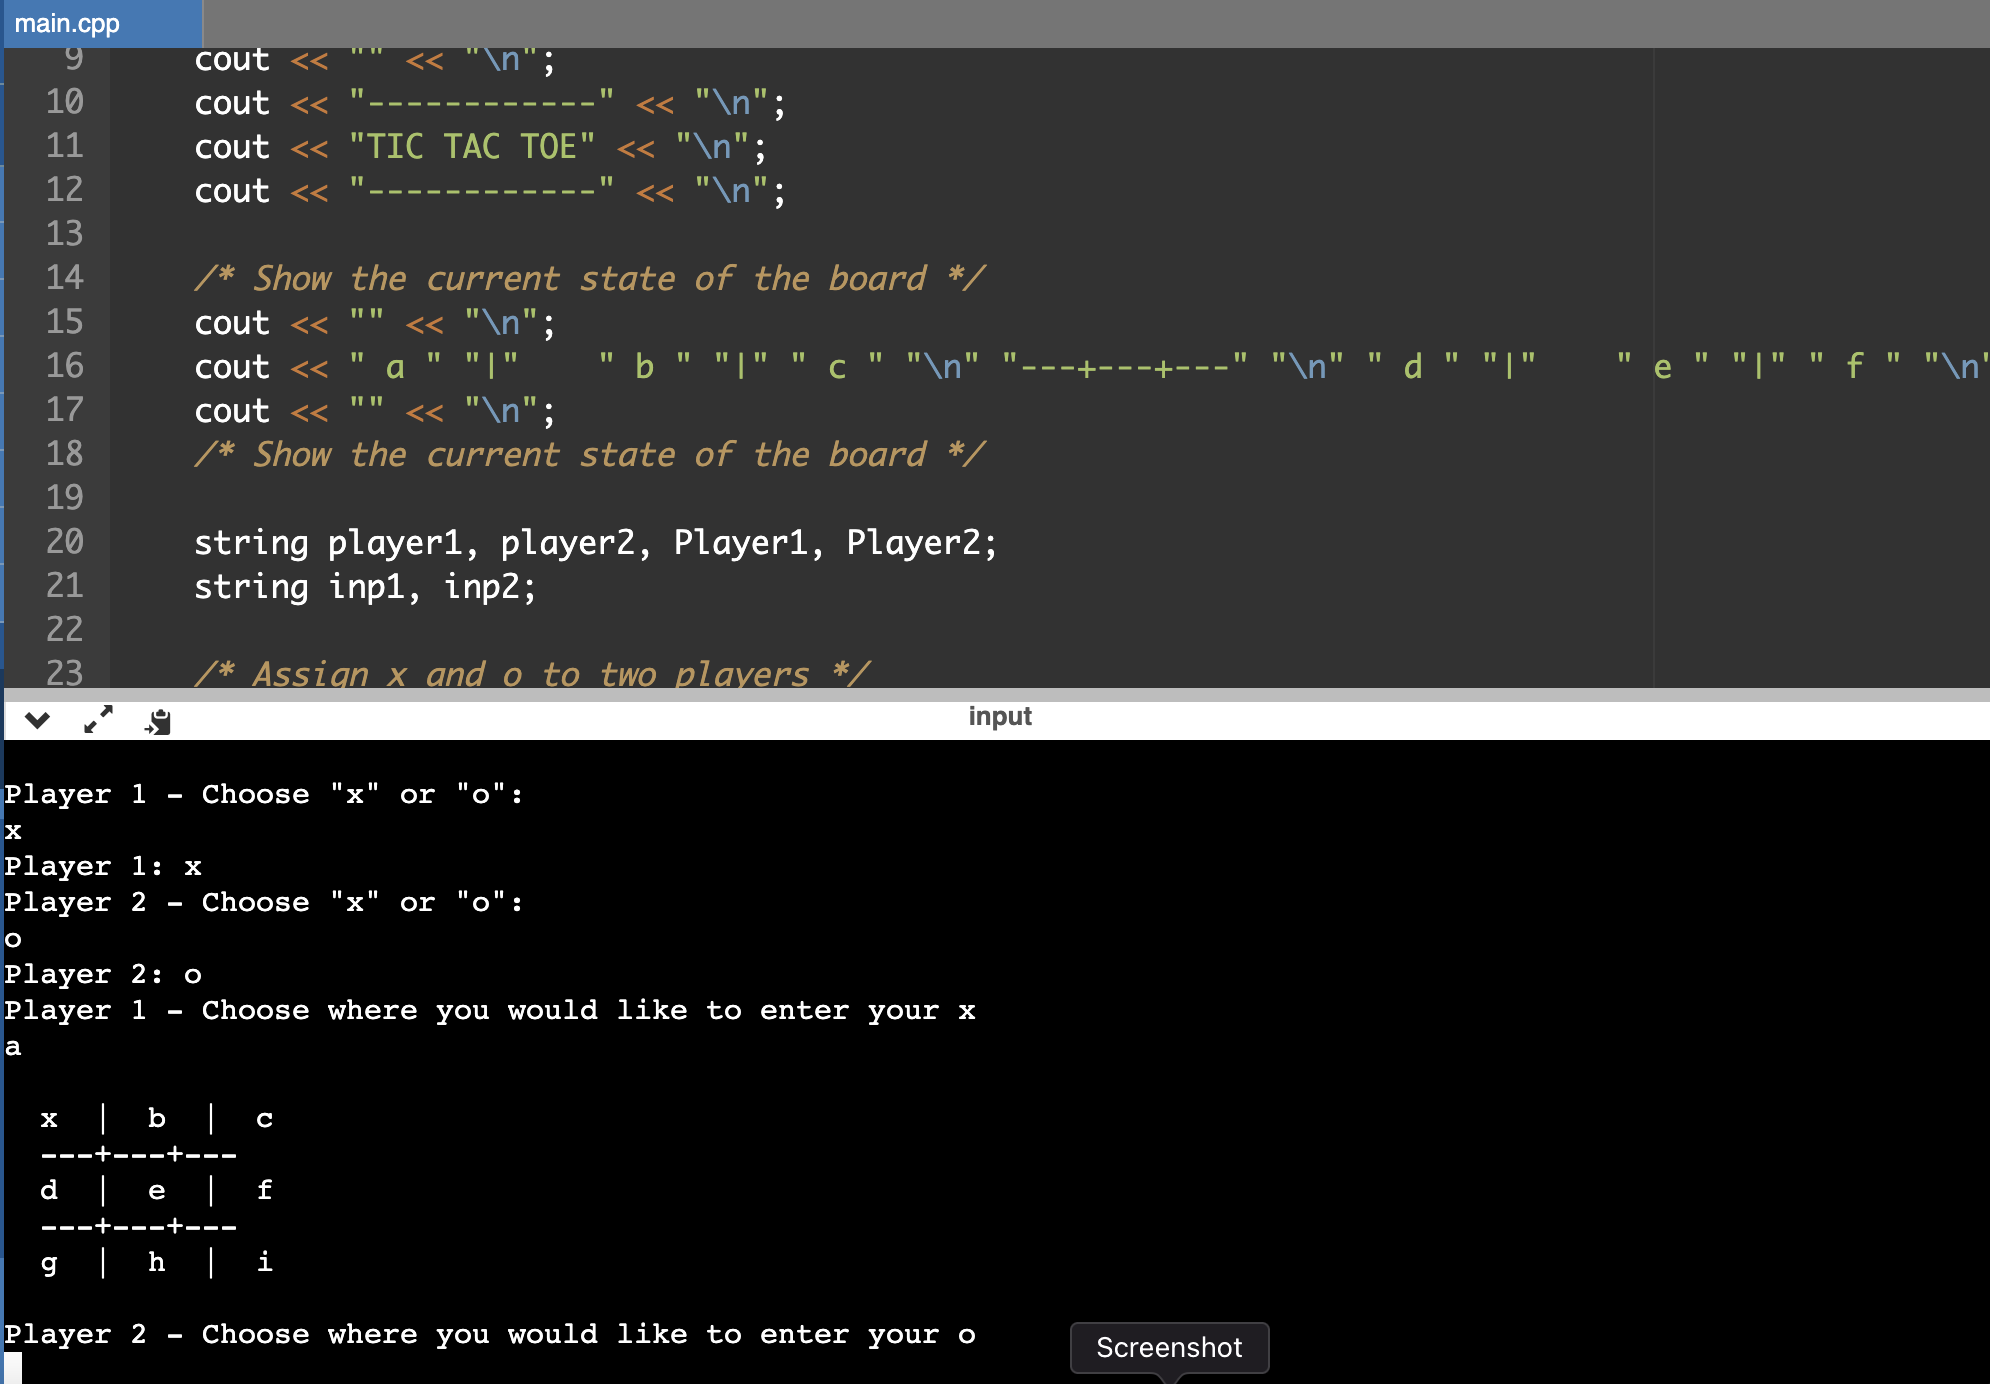 main.cpp
9 cout << "" << "\n";
10 cout << "------------" << "\n";
11 cout << "TIC TAC TOE" << "\n";
12 cout << "------------" << "\n";
13
14 /* Show the current state of the board */
15 cout << "" << "\n";
16 cout << " a " "|"    " b " "|" " c " "\n" "---+---+---" "\n" " d " "|"    " e " "|" " f " "\n"
17 cout << "" << "\n";
18 /* Show the current state of the board */
19
20 string player1, player2, Player1, Player2;
21 string inp1, inp2;
22
23 /* Assign x and o to two players */
input
Player 1 - Choose "x" or "o":
x
Player 1: x
Player 2 - Choose "x" or "o":
o
Player 2: o
Player 1 - Choose where you would like to enter your x
a
x  |  b  |  c
---+---+---
d  |  e  |  f
---+---+---
g  |  h  |  i
Player 2 - Choose where you would like to enter your o
Screenshot